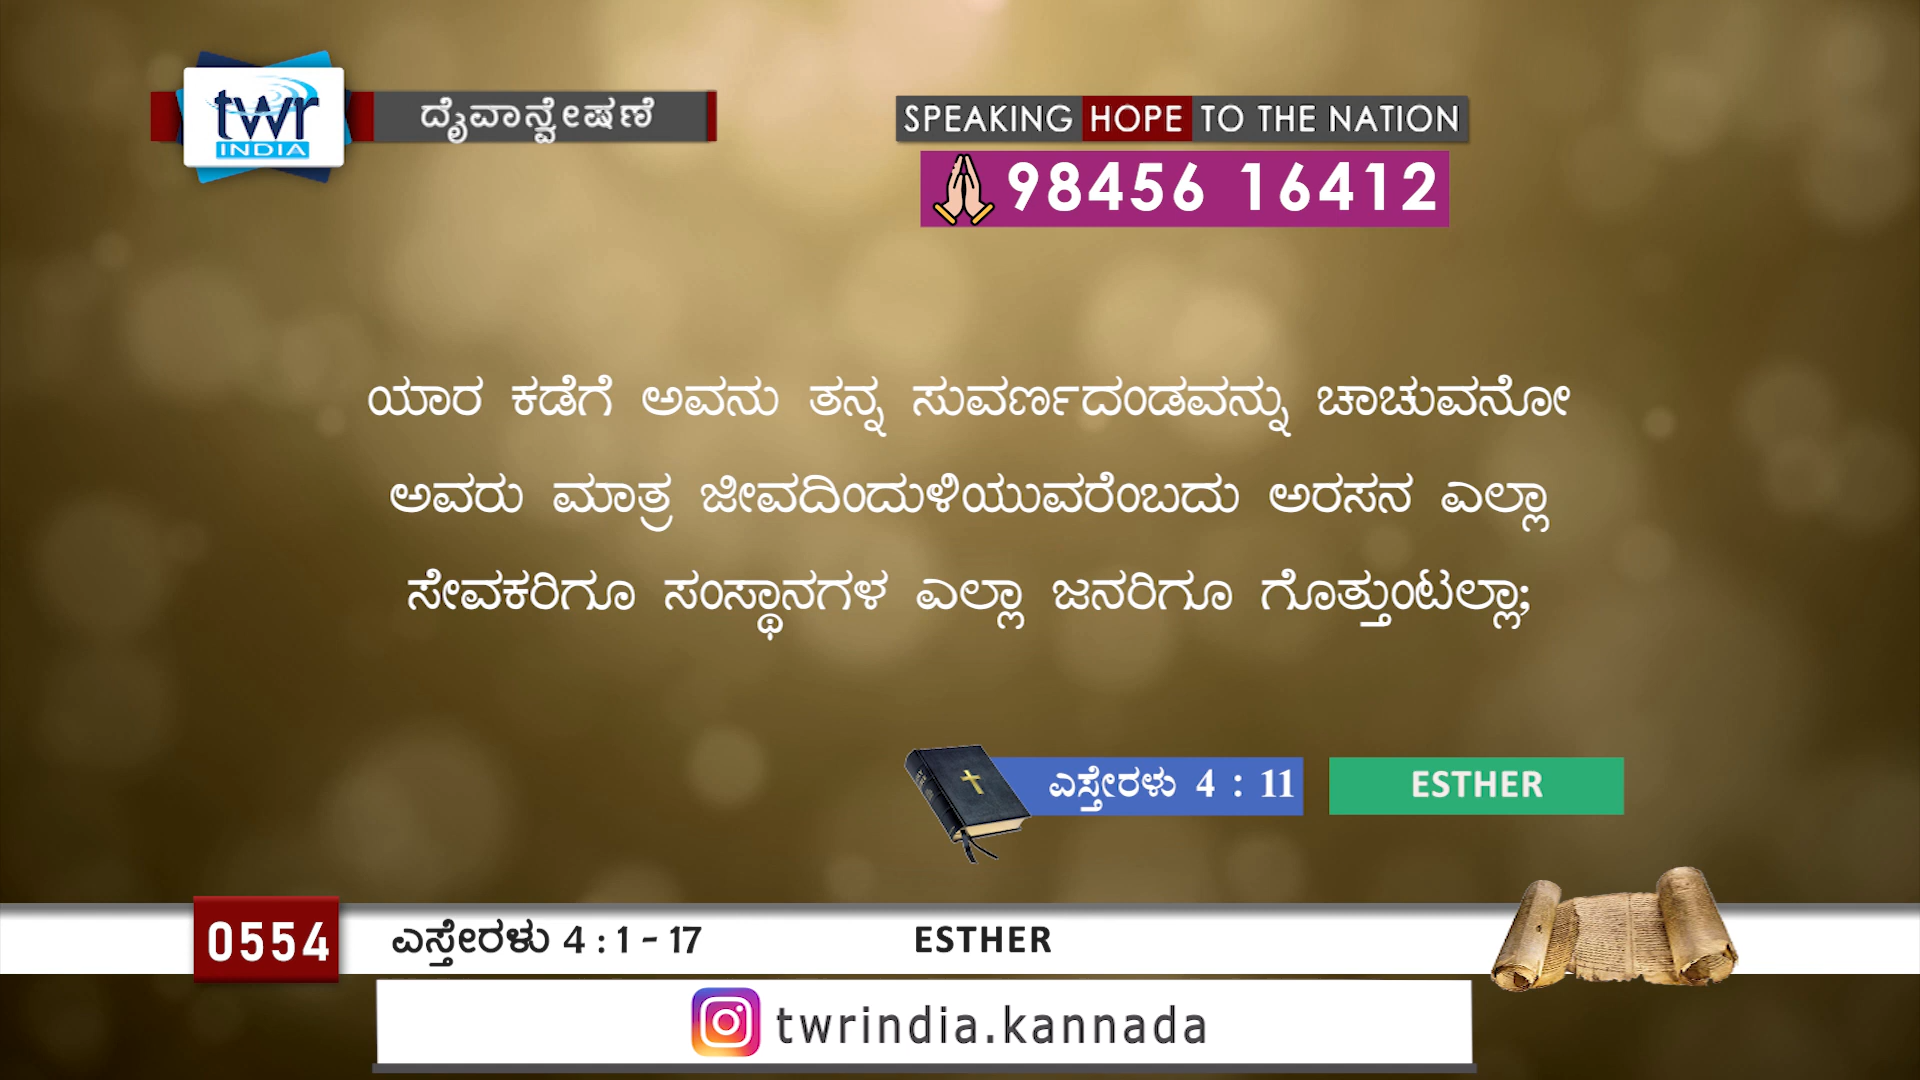 twr
INDIA
ದೈವಾನ್ವೇಷಣೆ
SPEAKING HOPE TO THE NATION
98456 16412
ಯಾರ ಕಡೆಗೆ ಅವನು ತನ್ನ ಸುವರ್ಣದಂಡವನ್ನು ಚಾಚುವನೋ
ಅವರು ಮಾತ್ರ ಜೀವದಿಂದುಳಿಯುವರೆಂಬದು ಅರಸನ ಎಲ್ಲಾ
ಸೇವಕರಿಗೂ ಸಂಸ್ಥಾನಗಳ ಎಲ್ಲಾ ಜನರಿಗೂ ಗೊತ್ತುಂಟಲ್ಲಾ;
ಎಸ್ತೇರಳು 4 : 11
ESTHER
0554
ಎಸ್ತೇರಳು 4 : 1 - 17
ESTHER
twrindia.kannada